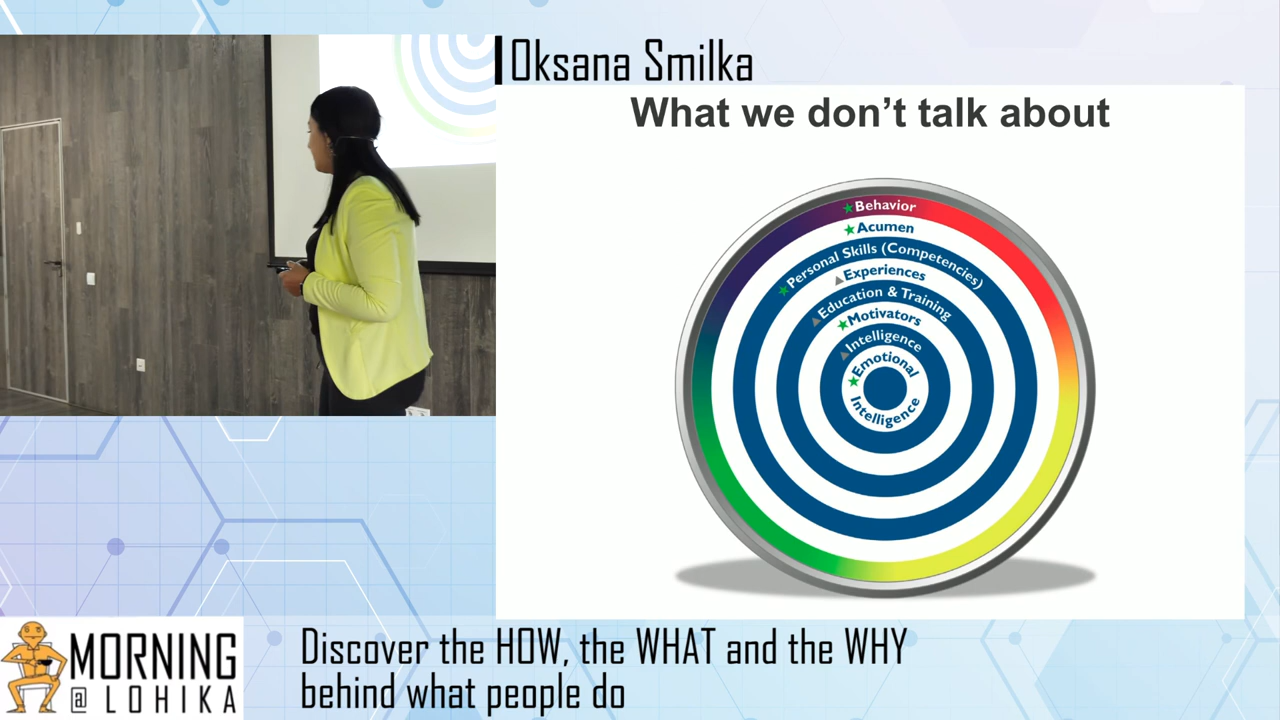 Oksana Smilka
What we don't talk about
Behavior
Acumen
Personal Skills (Competencies)
Experiences
Education & Training
Motivators
Intelligence
Emotional
Intelligence
MORNING
@ LOHIKA
Discover the HOW, the WHAT and the WHY
behind what people do